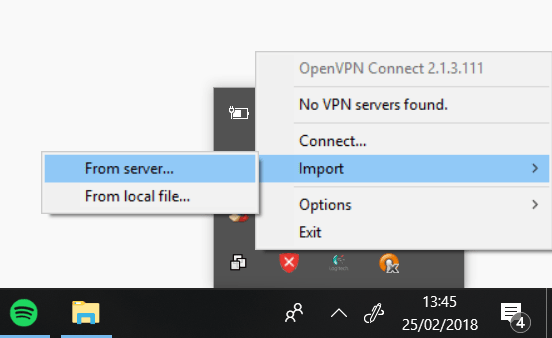 OpenVPN Connect 2.1.3.111
No VPN servers found.
Connect...
Import
From server...
From local file...
Options
Exit
13:45
25/02/2018
4